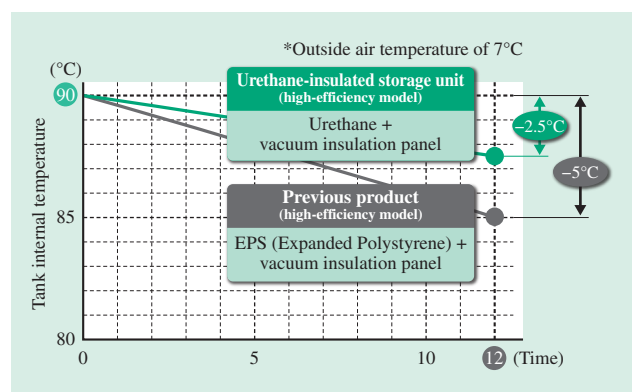 *Outside air temperature of 7°C
(°C)
90
Urethane-insulated storage unit
(high-efficiency model)
Urethane +
vacuum insulation panel
−2.5°C
−5°C
Previous product
(high-efficiency model)
EPS (Expanded Polystyrene) +
vacuum insulation panel
Tank internal temperature
85
80
0 5 10 12 (Time)